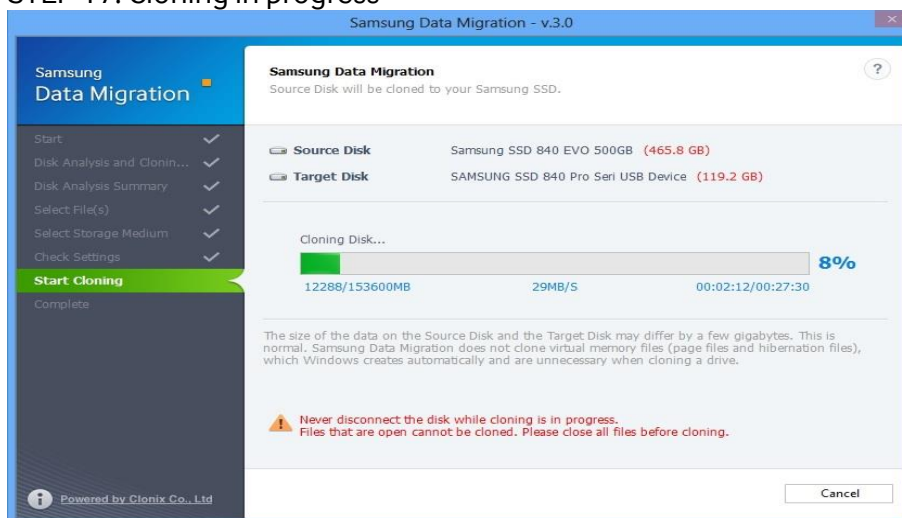 STEP 17. Cloning in progress
Samsung Data Migration - v.3.0
Samsung
Data Migration
Samsung Data Migration
Source Disk will be cloned to your Samsung SSD.
?
Start
Disk Analysis and Clonin...
Disk Analysis Summary
Select File(s)
Select Storage Medium
Check Settings
Start Cloning
Complete
Source Disk Samsung SSD 840 EVO 500GB (465.8 GB)
Target Disk SAMSUNG SSD 840 Pro Seri USB Device (119.2 GB)
Cloning Disk...
8%
12288/153600MB 29MB/S 00:02:12/00:27:30
The size of the data on the Source Disk and the Target Disk may differ by a few gigabytes. This is
normal. Samsung Data Migration does not clone virtual memory files (page files and hibernation files),
which Windows creates automatically and are unnecessary when cloning a drive.
Never disconnect the disk while cloning is in progress.
Files that are open cannot be cloned. Please close all files before cloning.
Powered by Clonix Co., Ltd
Cancel